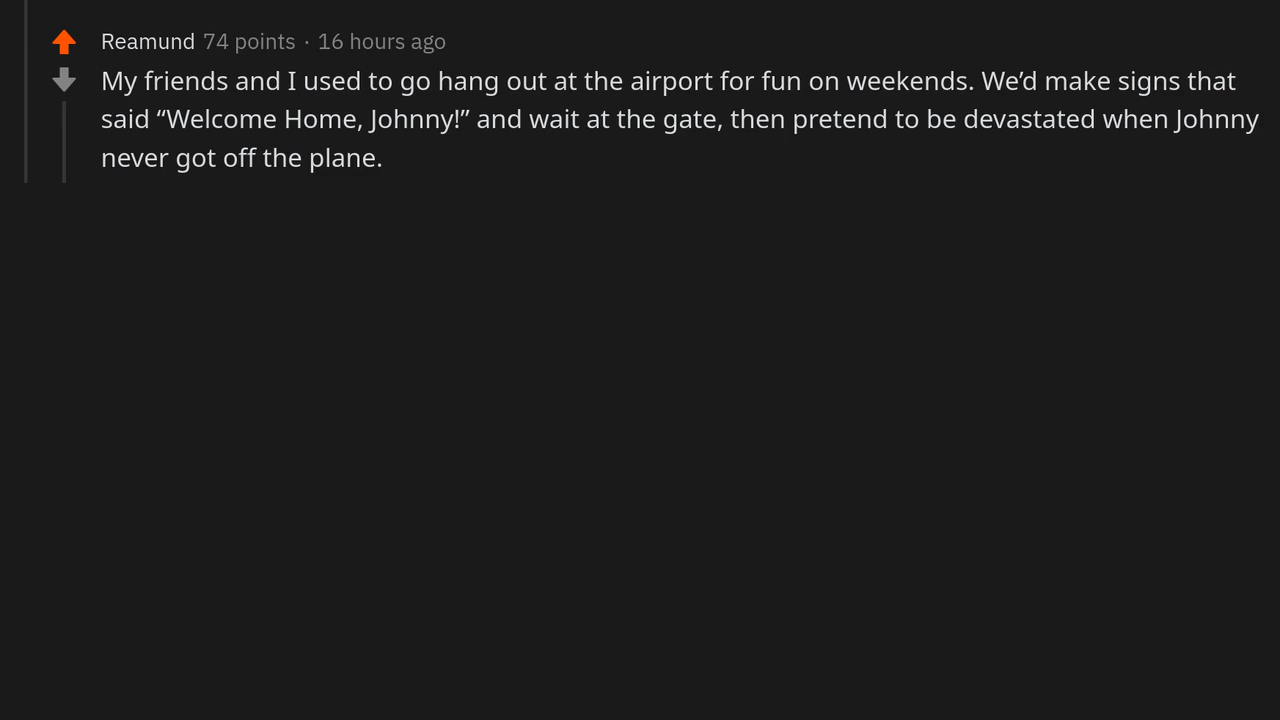 Reamund 74 points · 16 hours ago
My friends and I used to go hang out at the airport for fun on weekends. We’d make signs that
said “Welcome Home, Johnny!” and wait at the gate, then pretend to be devastated when Johnny
never got off the plane.